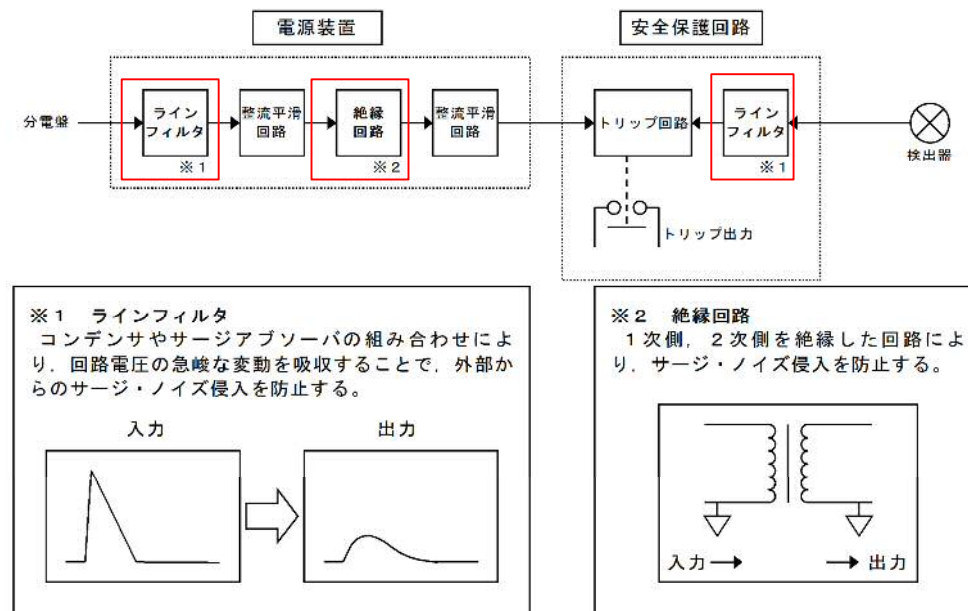 電源装置
安全保護回路
分電盤
ライン
フィルタ
※1
整流平滑
回路
絶縁
回路
※2
整流平滑
回路
トリップ回路
ライン
フィルタ
※1
検出器
トリップ出力
※1 ラインフィルタ
コンデンサやサージアブソーバの組み合わせによ
り，回路電圧の急峻な変動を吸収することで，外部か
らのサージ・ノイズ侵入を防止する。
入力
出力
※2 絶縁回路
1次側，2次側を絶縁した回路によ
り，サージ・ノイズ侵入を防止する。
入力
出力